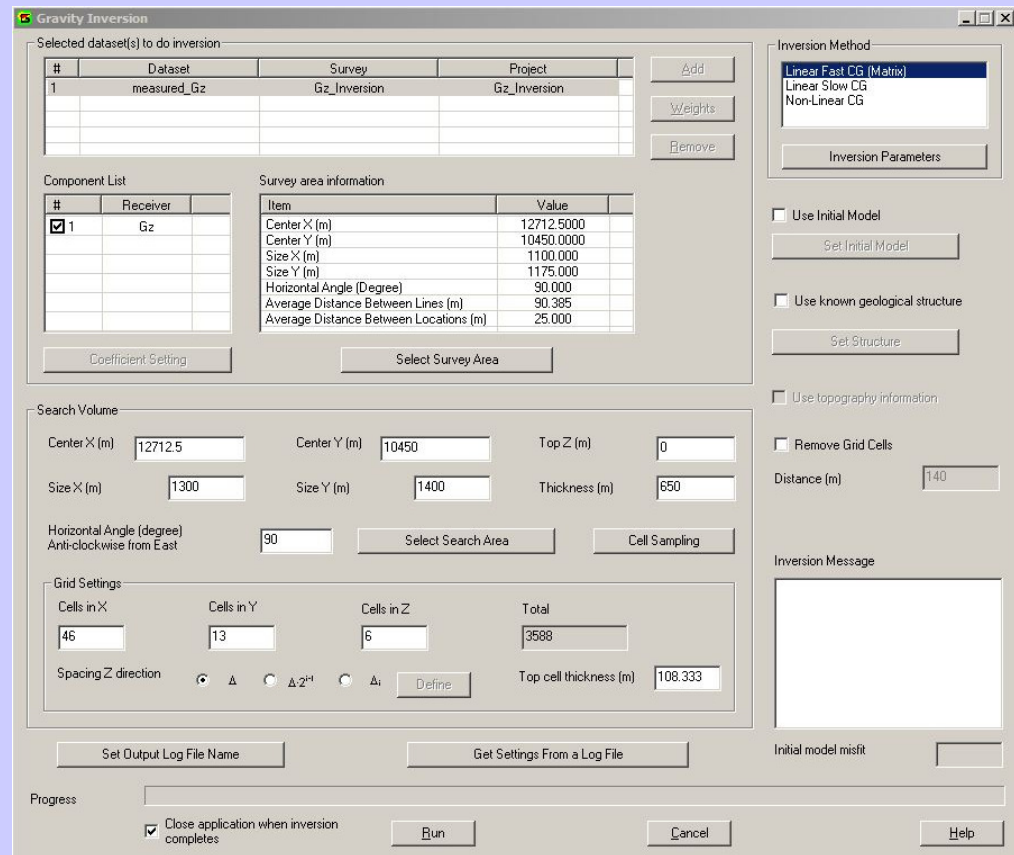 Gravity Inversion
Selected dataset(s) to do inversion
# Dataset Survey Project
1 measured_Gz Gz_Inversion Gz_Inversion
Add
Weights
Remove
Component List
# Receiver
1 Gz
Coefficient Setting
Survey area information
Item Value
Center X (m) 12712.5000
Center Y (m) 10450.0000
Size X (m) 1100.000
Size Y (m) 1175.000
Horizontal Angle (Degree) 90.000
Average Distance Between Lines (m) 90.385
Average Distance Between Locations (m) 25.000
Select Survey Area
Search Volume
Center X (m) 12712.5 Center Y (m) 10450 Top Z (m) 0
Size X (m) 1300 Size Y (m) 1400 Thickness (m) 650
Horizontal Angle (degree)
Anti-clockwise from East
90 Select Search Area Cell Sampling
Grid Settings
Cells in X Cells in Y Cells in Z Total
46 13 6 3588
Spacing Z direction Δ Δ·2^i-1 Δi Define Top cell thickness (m) 108.333
Set Output Log File Name Get Settings From a Log File
Inversion Method
Linear Fast CG (Matrix)
Linear Slow CG
Non-Linear CG
Inversion Parameters
Use Initial Model
Set Initial Model
Use known geological structure
Set Structure
Use topography information
Remove Grid Cells
Distance (m) 140
Inversion Message
Initial model misfit
Progress
Close application when inversion
completes
Run Cancel Help